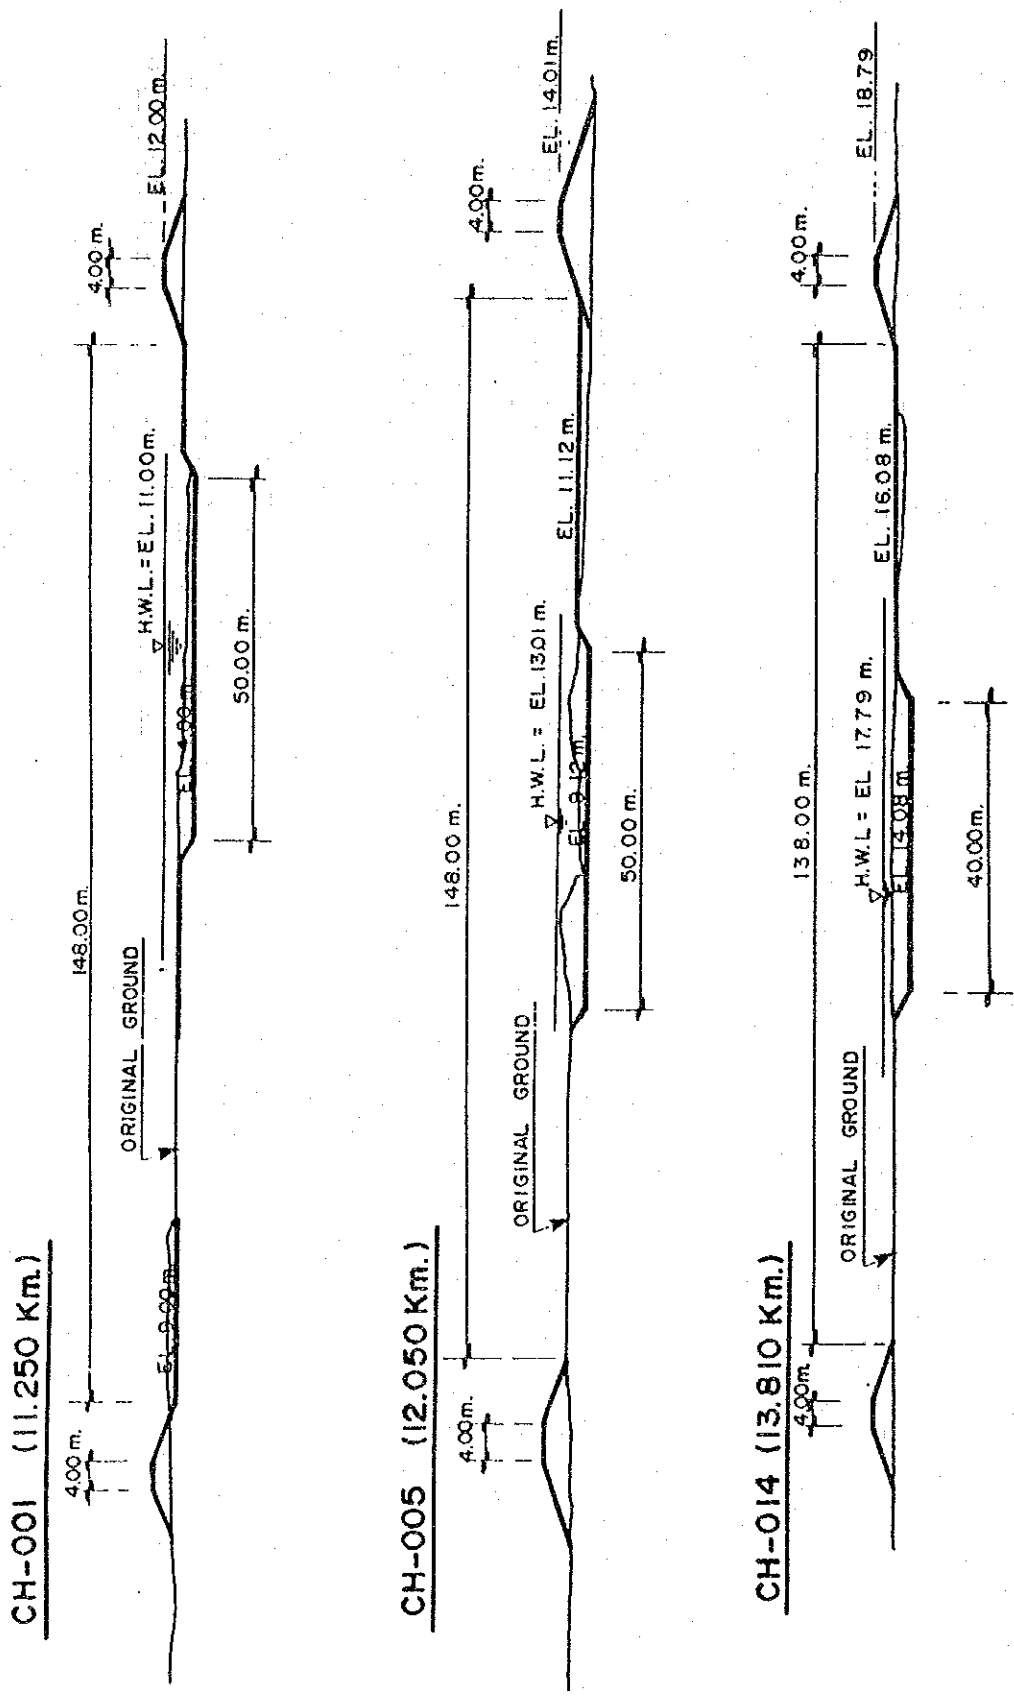 CH-001 (11.250 Km.)
4.00 m.
148.00 m.
4.00 m.
EL. 12.00 m.
H.W.L. = EL. 11.00 m.
EL. 9.00 m.
ORIGINAL GROUND
EL
.00 m.
50.00 m.
CH-005 (12.050 Km.)
4.00 m.
148.00 m.
4.00 m.
EL. 14.01 m.
H.W.L. = EL. 13.01 m.
ORIGINAL GROUND
EL. 9.12 m.
EL. 11.12 m.
50.00 m.
CH-014 (13.810 Km.)
4.00 m.
138.00 m.
4.00 m.
EL. 18.79
H.W.L = EL 17.79 m.
ORIGINAL GROUND
EL 14.08 m.
EL. 16.08 m.
40.00 m.